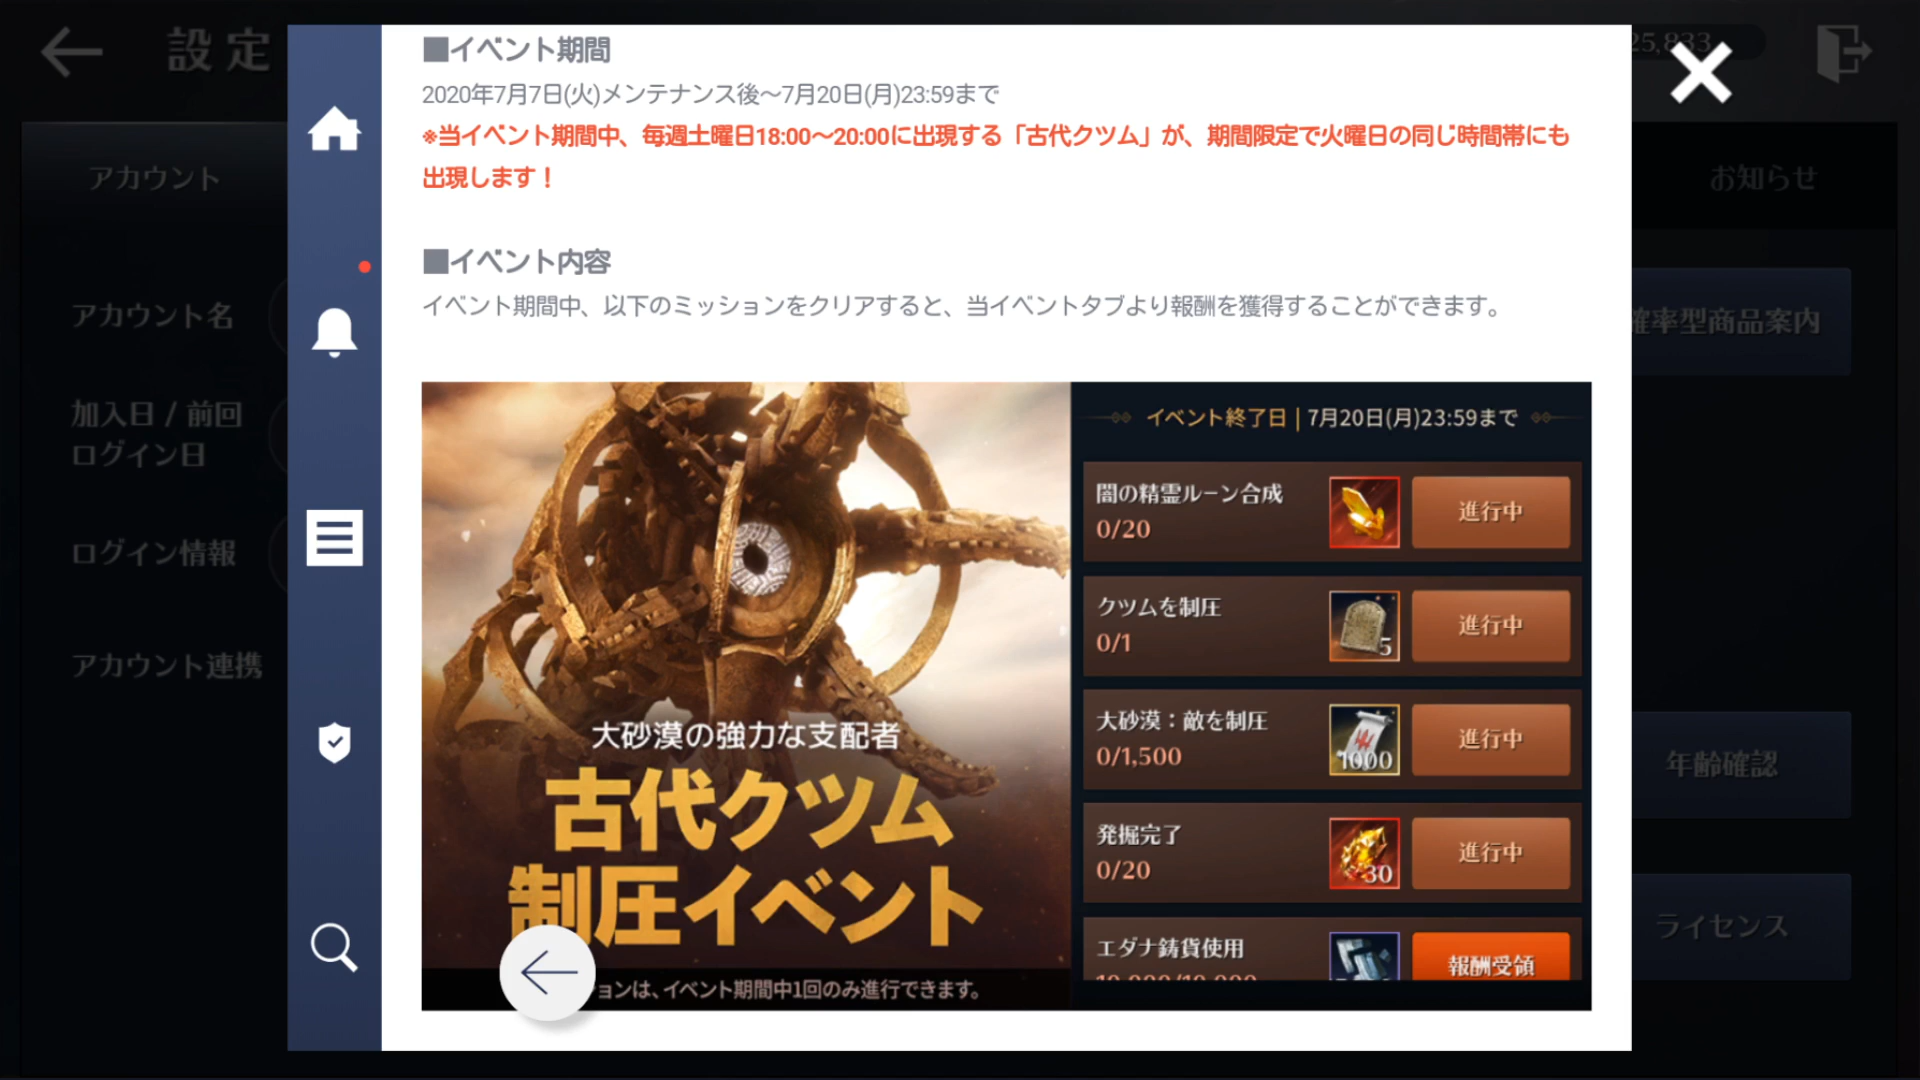 設定
25,833
アカウント
お知らせ
アカウント名
加入日 / 前回
ログイン日
ログイン情報
アカウント連携
確率型商品案内
年齢確認
ライセンス
■イベント期間
2020年7月7日(火)メンテナンス後～7月20日(月)23:59まで
※当イベント期間中、毎週土曜日18:00～20:00に出現する「古代クツム」が、期間限定で火曜日の同じ時間帯にも
出現します！
■イベント内容
イベント期間中、以下のミッションをクリアすると、当イベントタブより報酬を獲得することができます。
大砂漠の強力な支配者
古代クツム
制圧イベント
ョンは、イベント期間中1回のみ進行できます。
イベント終了日 | 7月20日(月)23:59まで
闇の精霊ルーン合成
0/20
進行中
クツムを制圧
0/1
5
進行中
大砂漠：敵を制圧
0/1,500
1000
進行中
発掘完了
0/20
30
進行中
エダナ鋳貨使用
報酬受領